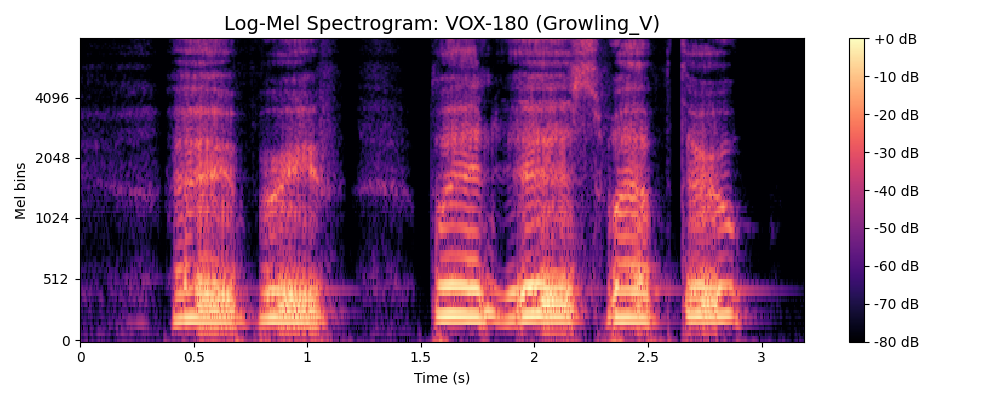 Log-Mel Spectrogram: VOX-180 (Growling_V)
Mel bins
4096
2048
1024
512
0
0
0.5
1
1.5
2
2.5
3
Time (s)
+0 dB
-10 dB
-20 dB
-30 dB
-40 dB
-50 dB
-60 dB
-70 dB
-80 dB